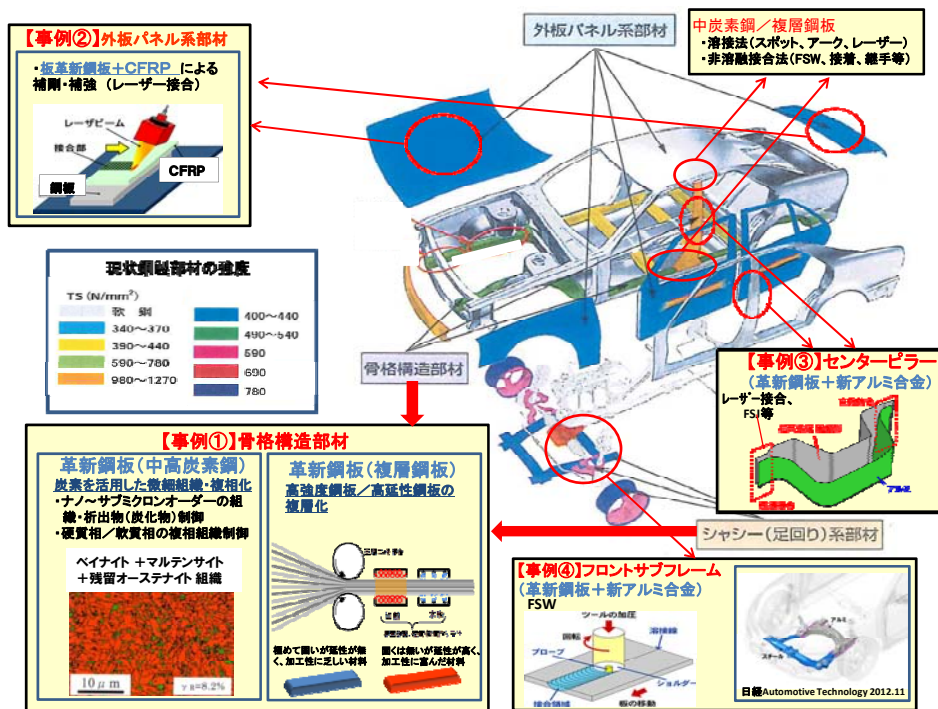 【事例②】外板パネル系部材
・板革新鋼板+CFRP による
補剛・補強 (レーザー接合)
レーザビーム
接合部
鋼板
CFRP
外板パネル系部材
中炭素鋼/複層鋼板
・溶接法(スポット、アーク、レーザー)
・非溶融接合法(FSW、接着、継手等)
現状鋼製部材の強度
TS (N/mm²)
軟 鋼
340～370
390～440
590～780
980～1270
400～440
490～540
590
690
780
骨格構造部材
【事例③】センターピラー
(革新鋼板+新アルミ合金)
レーザー接合、
FSJ等
アルミ
【事例①】骨格構造部材
革新鋼板(中高炭素鋼)
炭素を活用した微細組織・複相化
・ナノ～サブミクロンオーダーの組
織・析出物(炭化物)制御
・硬質相/軟質相の複相組織制御
ベイナイト +マルテンサイト
+残留オーステナイト 組織
10μm
γR=8.2%
革新鋼板(複層鋼板)
高強度鋼板/高延性鋼板の
複層化
極めて固いが延性が無
く、加工性に乏しい材料
固くは無いが延性が高く、
加工性に富んだ材料
シャシー(足回り)系部材
【事例④】フロントサブフレーム
(革新鋼板+新アルミ合金)
FSW
ツールの加圧
回転
溶接線
プローブ
ショルダー
接合領域
板の移動
アルミ
スチール
日経Automotive Technology 2012.11